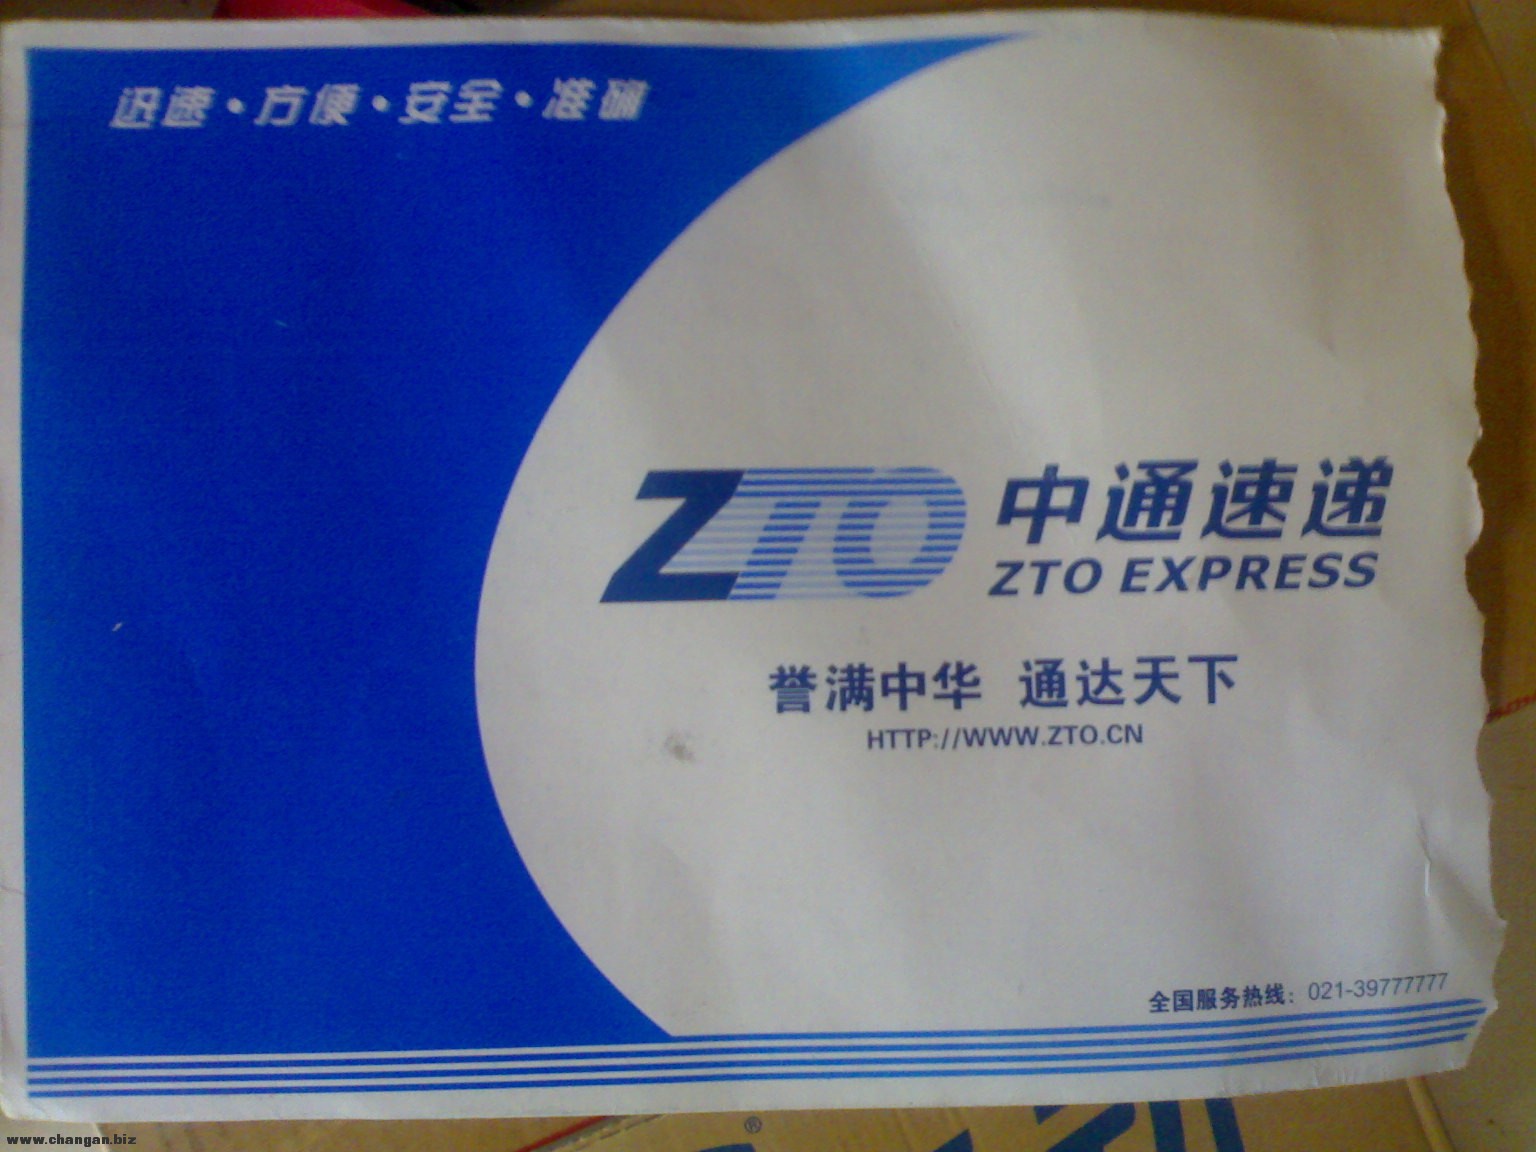 迅速·方便·安全·准确
ZTO 中通速递
ZTO EXPRESS
誉满中华 通达天下
HTTP://WWW.ZTO.CN
全国服务热线：021-39777777
®
www.changan.biz